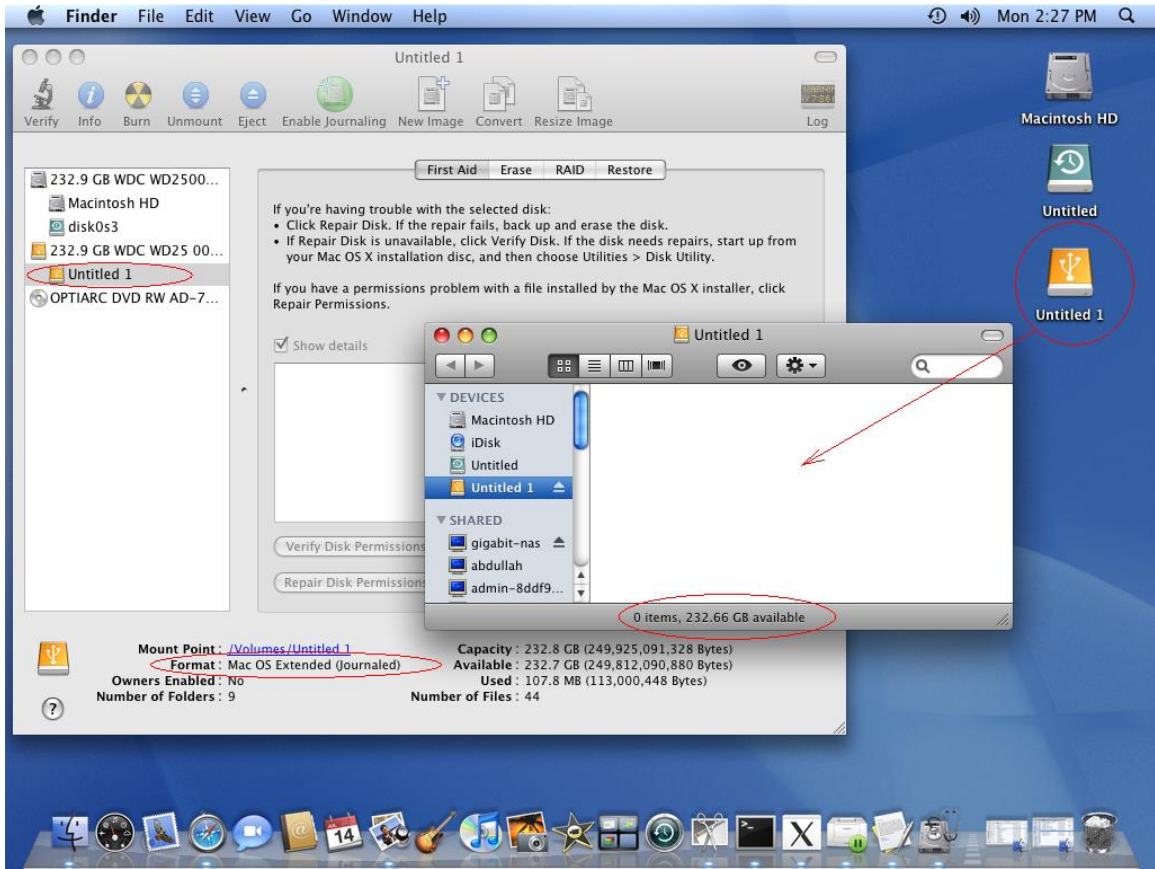 Finder File Edit View Go Window Help Mon 2:27 PM
Untitled 1
Verify Info Burn Unmount Eject Enable Journaling New Image Convert Resize Image Log
Macintosh HD
Untitled
Untitled 1
First Aid Erase RAID Restore
232.9 GB WDC WD2500...
Macintosh HD
disk0s3
232.9 GB WDC WD25 00...
Untitled 1
OPTIARC DVD RW AD-7...
If you're having trouble with the selected disk:
• Click Repair Disk. If the repair fails, back up and erase the disk.
• If Repair Disk is unavailable, click Verify Disk. If the disk needs repairs, start up from
your Mac OS X installation disc, and then choose Utilities > Disk Utility.
If you have a permissions problem with a file installed by the Mac OS X installer, click
Repair Permissions.
Show details
Verify Disk Permissions
Repair Disk Permissions
Untitled 1
DEVICES
Macintosh HD
iDisk
Untitled
Untitled 1
SHARED
gigabit-nas
abdullah
admin-8ddf9...
0 items, 232.66 GB available
Mount Point : /Volumes/Untitled 1
Format : Mac OS Extended (Journaled)
Owners Enabled : No
Number of Folders : 9
Capacity : 232.8 GB (249,925,091,328 Bytes)
Available : 232.7 GB (249,812,090,880 Bytes)
Used : 107.8 MB (113,000,448 Bytes)
Number of Files : 44
?
14
X